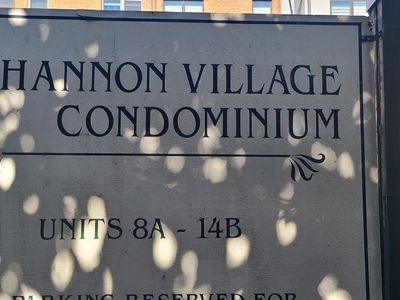 HANNON VILLAGE
CONDOMINIUM
UNITS 8A - 14B
PARKING RESERVED FOR